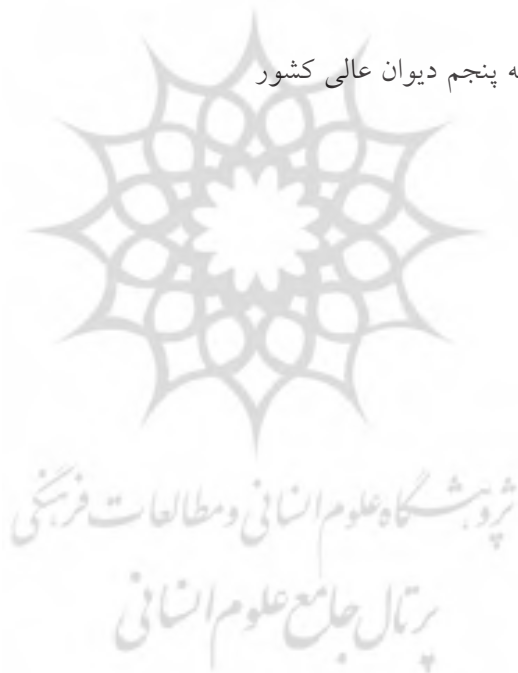 ه پنجم دیوان عالی کشور
پژوهشگاه علوم انسانی و مطالعات فرهنگی
پرتال جامع علوم انسانی